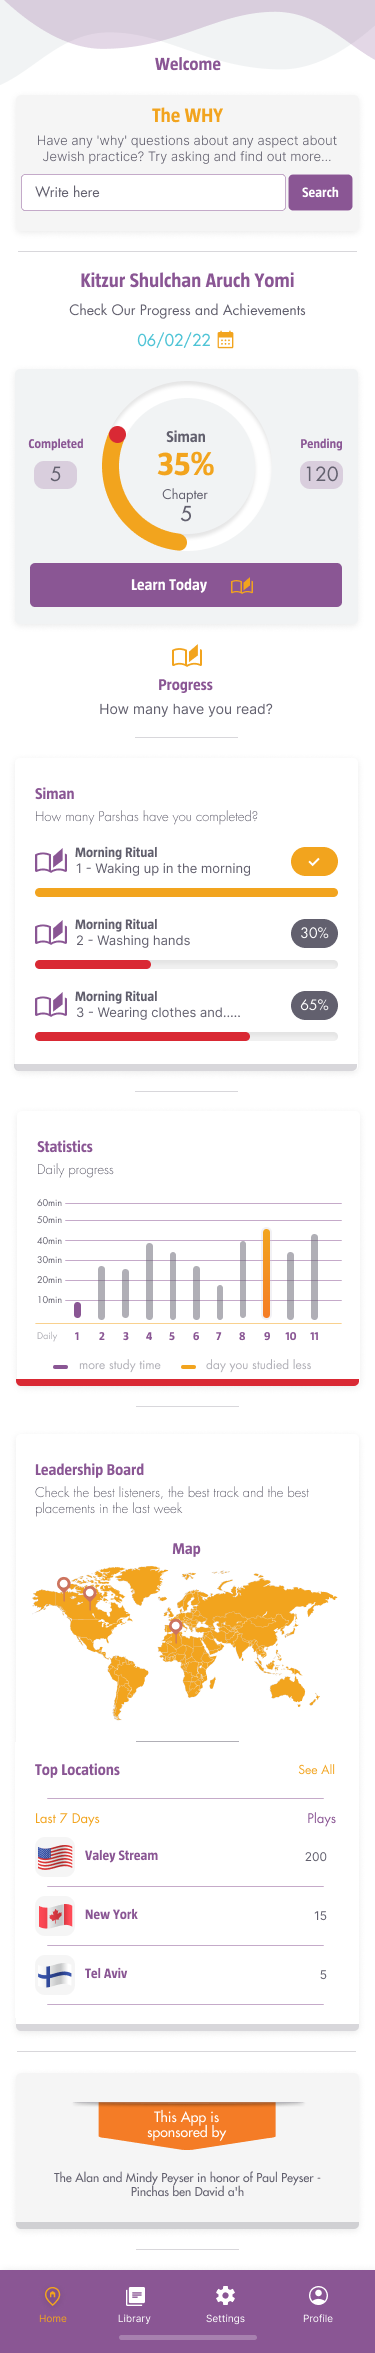 Welcome
The WHY
Have any 'why' questions about any aspect about
Jewish practice? Try asking and find out more...
Write here
Search
Kitzur Shulchan Aruch Yomi
Check Our Progress and Achievements
06/02/22
Completed
5
Siman
35%
Chapter
5
Pending
120
Learn Today
Progress
How many have you read?
Siman
How many Parshas have you completed?
Morning Ritual
1 - Waking up in the morning
Morning Ritual
2 - Washing hands
30%
Morning Ritual
3 - Wearing clothes and.....
65%
Statistics
Daily progress
60min
50min
40min
30min
20min
10min
Daily 1 2 3 4 5 6 7 8 9 10 11
more study time day you studied less
Leadership Board
Check the best listeners, the best track and the best
placements in the last week
Map
Top Locations See All
Last 7 Days Plays
Valey Stream 200
New York 15
Tel Aviv 5
This App is
sponsored by
The Alan and Mindy Peyser in honor of Paul Peyser -
Pinchas ben David a'h
Home Library Settings Profile